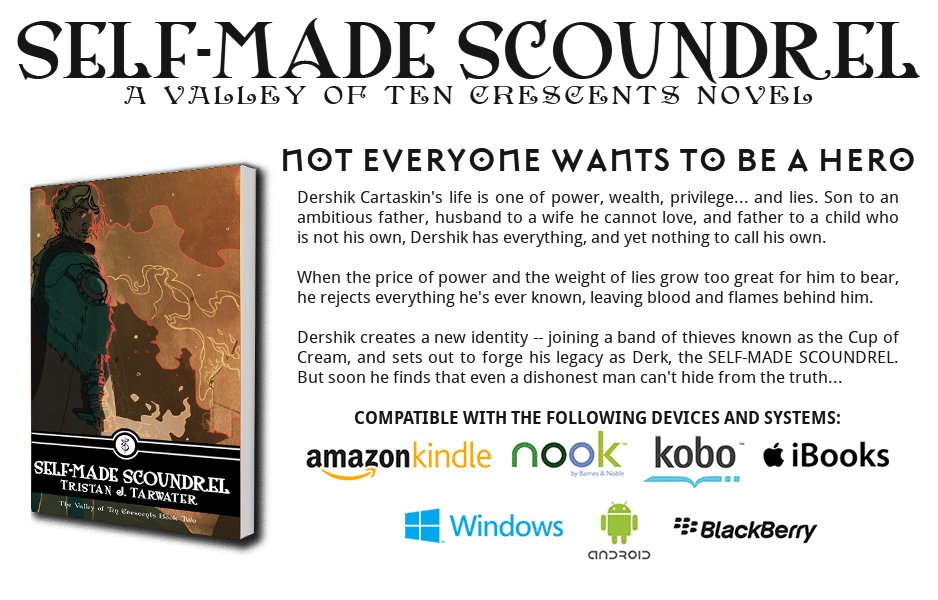 SELF-MADE SCOUNDREL
A VALLEY OF TEN CRESCENTS NOVEL
NOT EVERYONE WANTS TO BE A HERO
Dershik Cartaskin's life is one of power, wealth, privilege... and lies. Son to an
ambitious father, husband to a wife he cannot love, and father to a child who
is not his own, Dershik has everything, and yet nothing to call his own.
When the price of power and the weight of lies grow too great for him to bear,
he rejects everything he's ever known, leaving blood and flames behind him.
Dershik creates a new identity -- joining a band of thieves known as the Cup of
Cream, and sets out to forge his legacy as Derk, the SELF-MADE SCOUNDREL.
But soon he finds that even a dishonest man can't hide from the truth...
SELF-MADE SCOUNDREL
TRISTAN J. TARWATER
The Valley of Ten Crescents Book Two
COMPATIBLE WITH THE FOLLOWING DEVICES AND SYSTEMS:
amazonkindle
nook™
by Barnes & Noble
kobo™
iBooks
Windows
ANDROID
BlackBerry